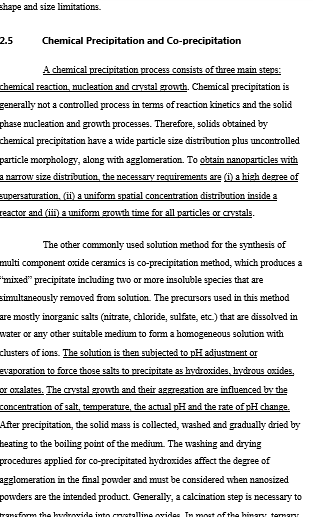 shape and size limitations.
2.5 Chemical Precipitation and Co-precipitation
A chemical precipitation process consists of three main steps:
chemical reaction, nucleation and crystal growth. Chemical precipitation is
generally not a controlled process in terms of reaction kinetics and the solid
phase nucleation and growth processes. Therefore, solids obtained by
chemical precipitation have a wide particle size distribution plus uncontrolled
particle morphology, along with agglomeration. To obtain nanoparticles with
a narrow size distribution, the necessary requirements are (i) a high degree of
supersaturation, (ii) a uniform spatial concentration distribution inside a
reactor and (iii) a uniform growth time for all particles or crystals.
The other commonly used solution method for the synthesis of
multi component oxide ceramics is co-precipitation method, which produces a
“mixed” precipitate including two or more insoluble species that are
simultaneously removed from solution. The precursors used in this method
are mostly inorganic salts (nitrate, chloride, sulfate, etc.) that are dissolved in
water or any other suitable medium to form a homogeneous solution with
clusters of ions. The solution is then subjected to pH adjustment or
evaporation to force those salts to precipitate as hydroxides, hydrous oxides,
or oxalates. The crystal growth and their aggregation are influenced by the
concentration of salt, temperature, the actual pH and the rate of pH change.
After precipitation, the solid mass is collected, washed and gradually dried by
heating to the boiling point of the medium. The washing and drying
procedures applied for co-precipitated hydroxides affect the degree of
agglomeration in the final powder and must be considered when nanosized
powders are the intended product. Generally, a calcination step is necessary to
transform the hydroxide into crystalline oxides. In most of the binary, ternary